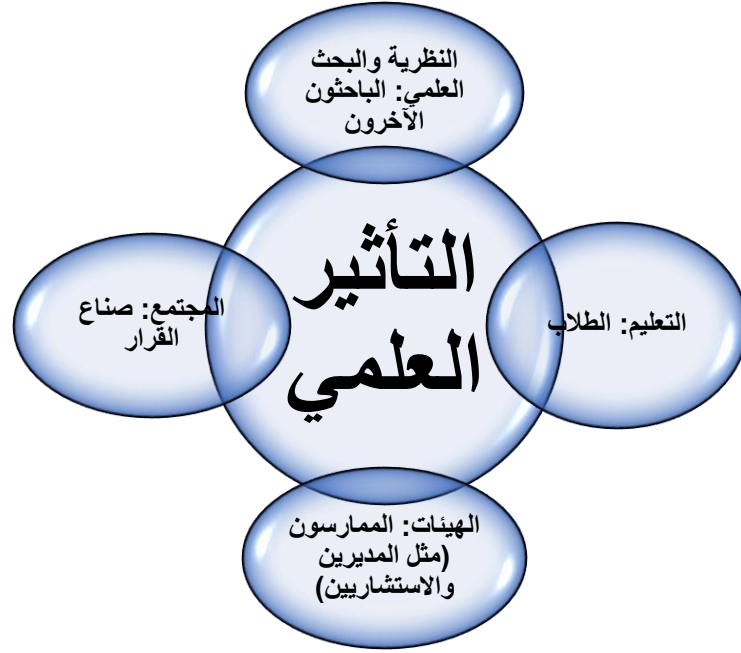 النظرية والبحث
العلمي: الباحثون
الآخرون
التأثير
العلمي
التعليم: الطلاب
المجتمع: صناع
القرار
الهيئات: الممارسون
(مثل المديرين
والاستشاريين)